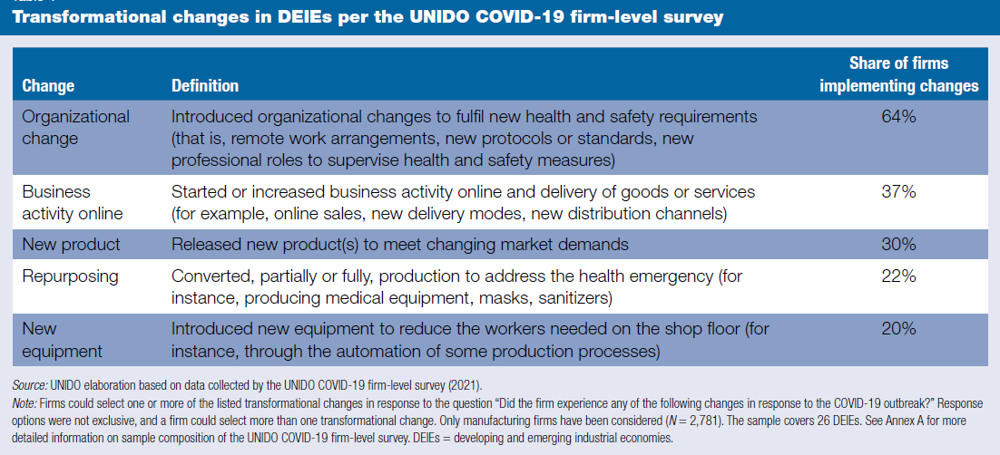 Transformational changes in DEIEs per the UNIDO COVID-19 firm-level survey
Share of firms
Change Definition implementing changes
Organizational Introduced organizational changes to fulfil new health and safety requirements 64%
change (that is, remote work arrangements, new protocols or standards, new
professional roles to supervise health and safety measures)
Business Started or increased business activity online and delivery of goods or services 37%
activity online (for example, online sales, new delivery modes, new distribution channels)
New product Released new product(s) to meet changing market demands 30%
Repurposing Converted, partially or fully, production to address the health emergency (for 22%
instance, producing medical equipment, masks, sanitizers)
New Introduced new equipment to reduce the workers needed on the shop floor (for 20%
equipment instance, through the automation of some production processes)
Source: UNIDO elaboration based on data collected by the UNIDO COVID-19 firm-level survey (2021).
Note: Firms could select one or more of the listed transformational changes in response to the question “Did the firm experience any of the following changes in response to the COVID-19 outbreak?” Response
options were not exclusive, and a firm could select more than one transformational change. Only manufacturing firms have been considered (N = 2,781). The sample covers 26 DEIEs. See Annex A for more
detailed information on sample composition of the UNIDO COVID-19 firm-level survey. DEIEs = developing and emerging industrial economies.